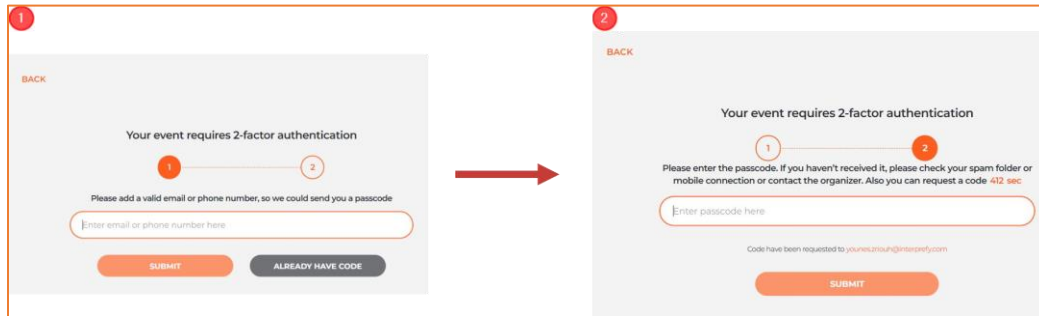 1
BACK
Your event requires 2-factor authentication
1 2
Please add a valid email or phone number, so we could send you a passcode
Enter email or phone number here
SUBMIT ALREADY HAVE CODE
2
BACK
Your event requires 2-factor authentication
1 2
Please enter the passcode. If you haven't received it, please check your spam folder or
mobile connection or contact the organizer. Also you can request a code 412 sec
Enter passcode here
Code have been requested to younes.znouh@interprefy.com
SUBMIT